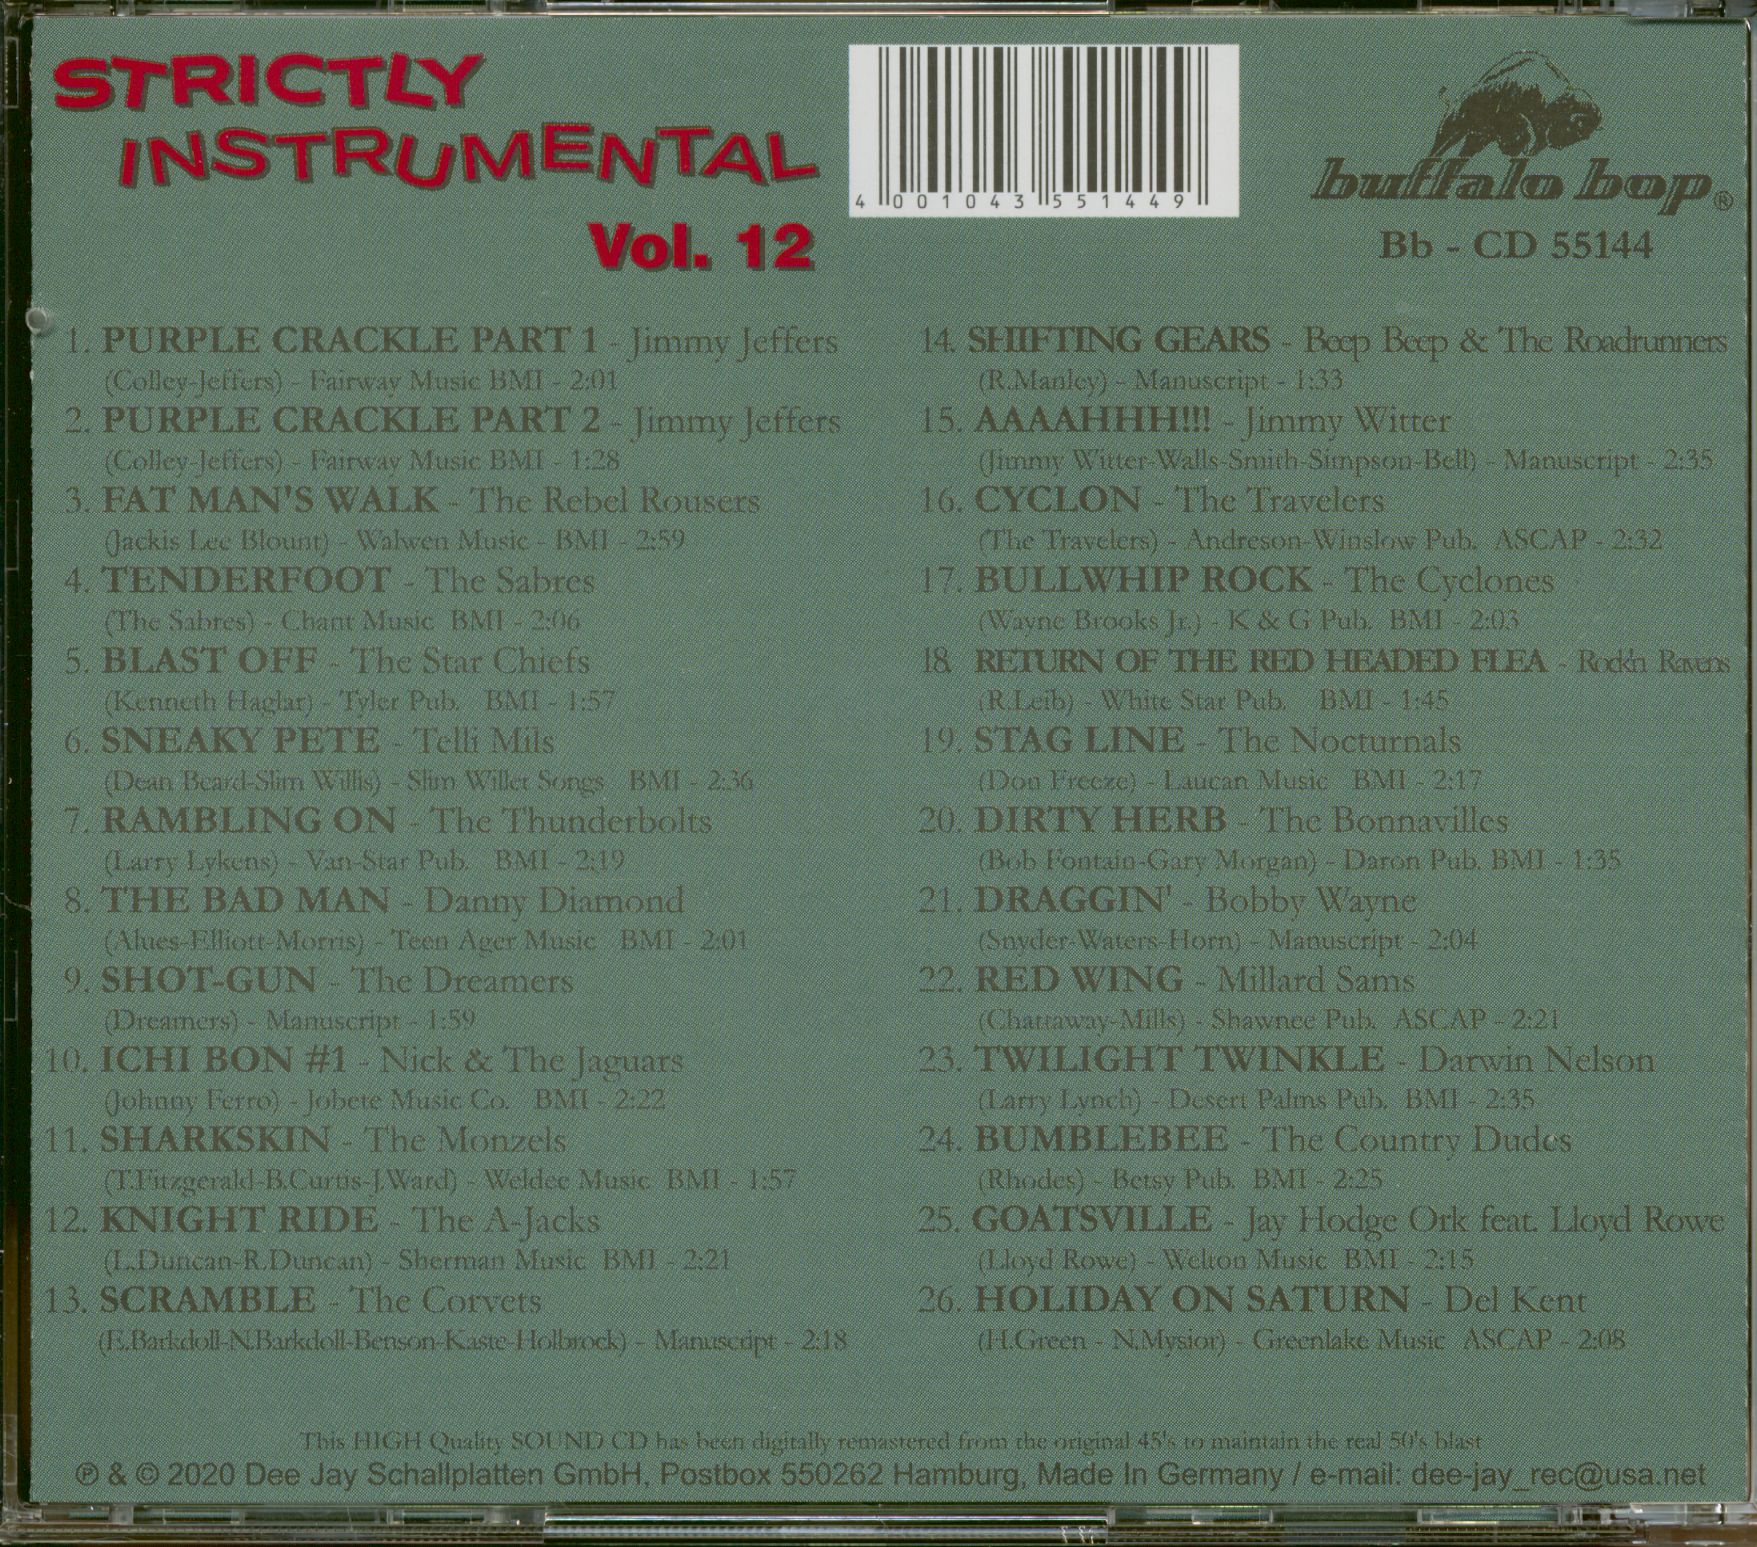 STRICTLY
INSTRUMENTAL
Vol. 12
4 001043 551449
buffalo bop®
Bb - CD 55144
1. PURPLE CRACKLE PART 1 - Jimmy Jeffers
(Colley-Jeffers) - Fairway Music BMI - 2:01
2. PURPLE CRACKLE PART 2 - Jimmy Jeffers
(Colley-Jeffers) - Fairway Music BMI - 1:28
3. FAT MAN'S WALK - The Rebel Rousers
(Jackis Lee Blount) - Walwen Music - BMI - 2:59
4. TENDERFOOT - The Sabres
(The Sabres) - Chant Music BMI - 2:06
5. BLAST OFF - The Star Chiefs
(Kenneth Haglar) - Tyler Pub. BMI - 1:57
6. SNEAKY PETE - Telli Mils
(Dean Beard-Slim Willis) - Slim Willet Songs BMI - 2:36
7. RAMBLING ON - The Thunderbolts
(Larry Lykens) - Van-Star Pub. BMI - 2:19
8. THE BAD MAN - Danny Diamond
(Alues-Elliott-Morris) - Teen Ager Music BMI - 2:01
9. SHOT-GUN - The Dreamers
(Dreamers) - Manuscript - 1:59
10. ICHI BON #1 - Nick & The Jaguars
(Johnny Ferro) - Jobete Music Co. BMI - 2:22
11. SHARKSKIN - The Monzels
(T.Fitzgerald-B.Curtis-J.Ward) - Weldee Music BMI - 1:57
12. KNIGHT RIDE - The A-Jacks
(L.Duncan-R.Duncan) - Sherman Music BMI - 2:21
13. SCRAMBLE - The Corvets
(E.Barkdoll-N.Barkdoll-Benson-Kaste-Holbrock) - Manuscript - 2:18
14. SHIFTING GEARS - Beep Beep & The Roadrunners
(R.Manley) - Manuscript - 1:33
15. AAAAHHH!!! - Jimmy Witter
(Jimmy Witter-Walls-Smith-Simpson-Bell) - Manuscript - 2:35
16. CYCLON - The Travelers
(The Travelers) - Andreson-Winslow Pub. ASCAP - 2:32
17. BULLWHIP ROCK - The Cyclones
(Wayne Brooks Jr.) - K & G Pub. BMI - 2:03
18. RETURN OF THE RED HEADED FLEA - Rock'n Ravens
(R.Leib) - White Star Pub. BMI - 1:45
19. STAG LINE - The Nocturnals
(Don Freeze) - Laucan Music BMI - 2:17
20. DIRTY HERB - The Bonnavilles
(Bob Fontain-Gary Morgan) - Daron Pub. BMI - 1:35
21. DRAGGIN' - Bobby Wayne
(Snyder-Waters-Horn) - Manuscript - 2:04
22. RED WING - Millard Sams
(Chattaway-Mills) - Shawnee Pub. ASCAP - 2:21
23. TWILIGHT TWINKLE - Darwin Nelson
(Larry Lynch) - Desert Palms Pub. BMI - 2:35
24. BUMBLEBEE - The Country Dudes
(Rhodes) - Betsy Pub. BMI - 2:25
25. GOATSVILLE - Jay Hodge Ork feat. Lloyd Rowe
(Lloyd Rowe) - Welton Music BMI - 2:15
26. HOLIDAY ON SATURN - Del Kent
(H.Green - N.Mysior) - Greenlake Music ASCAP - 2:08
This HIGH Quality SOUND CD has been digitally remastered from the original 45's to maintain the real 50's blast
℗ & © 2020 Dee Jay Schallplatten GmbH, Postbox 550262 Hamburg, Made In Germany / e-mail: dee-jay_rec@usa.net